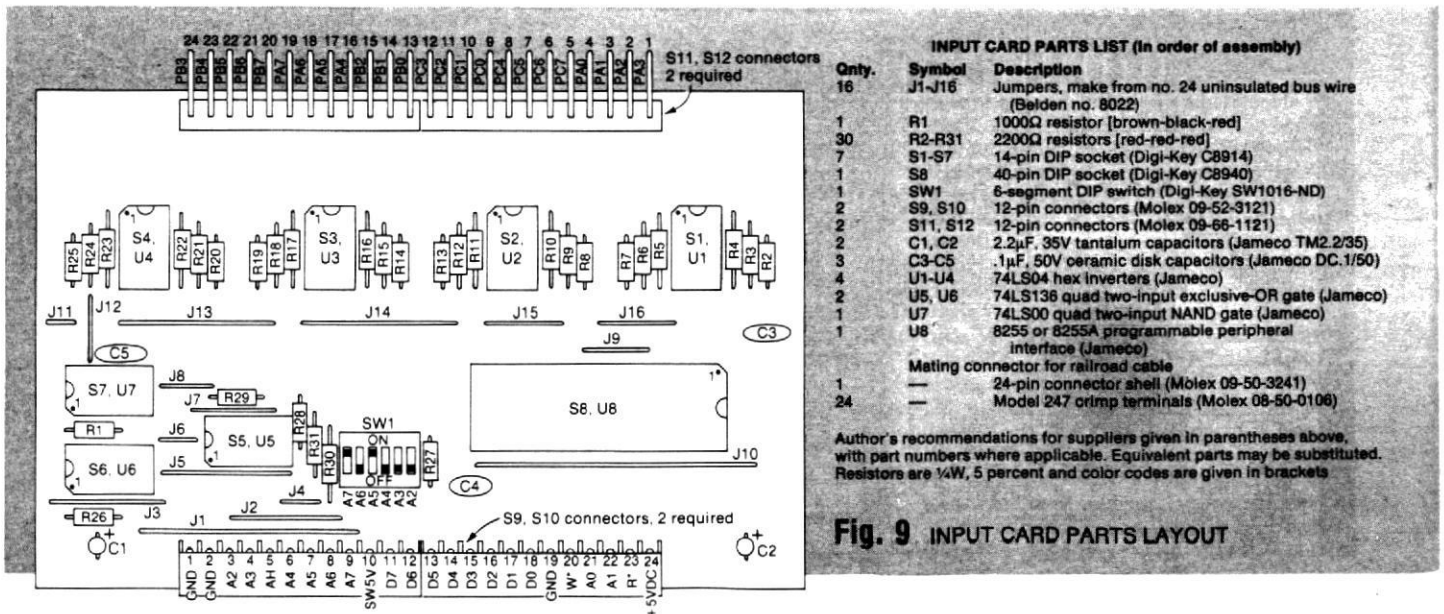 24 23 22 21 20 19 18 17 16 15 14 13 12 11 10 9 8 7 6 5 4 3 2 1
PB3 PB4 PB5 PB6 PB7 PA7 PA6 PA5 PA4 PB2 PB1 PB0 PC3 PC2 PC1 PC0 PC4 PC5 PC6 PC7 PA0 PA1 PA2 PA3
S11, S12 connectors
2 required
R25 R24 R23 1 S4, U4 R22 R21 R20 R19 R18 R17 1 S3, U3 R16 R15 R14 R13 R12 R11 1 S2, U2 R10 R9 R8 R7 R6 R5 1 S1, U1 R4 R3 R2
J11 J12 J13 J14 J15 J16
C5 J9 C3
S7, U7 1
J8
R29
J7
S8, U8 1
R1
J6
S5, U5 1
R28 R31 R30
SW1
ON
OFF
R27
A7 A6 A5 A4 A3 A2
S6, U6 1
J5
J10
C4
J4
J3
J2
R26
J1
S9, S10 connectors, 2 required
+ C1
+ C2
1 2 3 4 5 6 7 8 9 10 11 12 13 14 15 16 17 18 19 20 21 22 23 24
GND GND A2 A3 AH A4 A5 A6 A7 SW5V D7 D6 D5 D4 D3 D2 D1 D0 GND W* A0 A1 R* +5VDC
INPUT CARD PARTS LIST (In order of assembly)
Qnty. Symbol Description
16 J1-J16 Jumpers, make from no. 24 uninsulated bus wire
(Belden no. 8022)
1 R1 1000Ω resistor [brown-black-red]
30 R2-R31 2200Ω resistors [red-red-red]
7 S1-S7 14-pin DIP socket (Digi-Key C8914)
1 S8 40-pin DIP socket (Digi-Key C8940)
1 SW1 6-segment DIP switch (Digi-Key SW1016-ND)
2 S9, S10 12-pin connectors (Molex 09-52-3121)
2 S11, S12 12-pin connectors (Molex 09-66-1121)
2 C1, C2 2.2µF, 35V tantalum capacitors (Jameco TM2.2/35)
3 C3-C5 .1µF, 50V ceramic disk capacitors (Jameco DC.1/50)
4 U1-U4 74LS04 hex inverters (Jameco)
2 U5, U6 74LS136 quad two-input exclusive-OR gate (Jameco)
1 U7 74LS00 quad two-input NAND gate (Jameco)
1 U8 8255 or 8255A programmable peripheral
interface (Jameco)
Mating connector for railroad cable
1 — 24-pin connector shell (Molex 09-50-3241)
24 — Model 247 crimp terminals (Molex 08-50-0106)
Author's recommendations for suppliers given in parentheses above,
with part numbers where applicable. Equivalent parts may be substituted.
Resistors are ¼W, 5 percent and color codes are given in brackets
Fig. 9 INPUT CARD PARTS LAYOUT